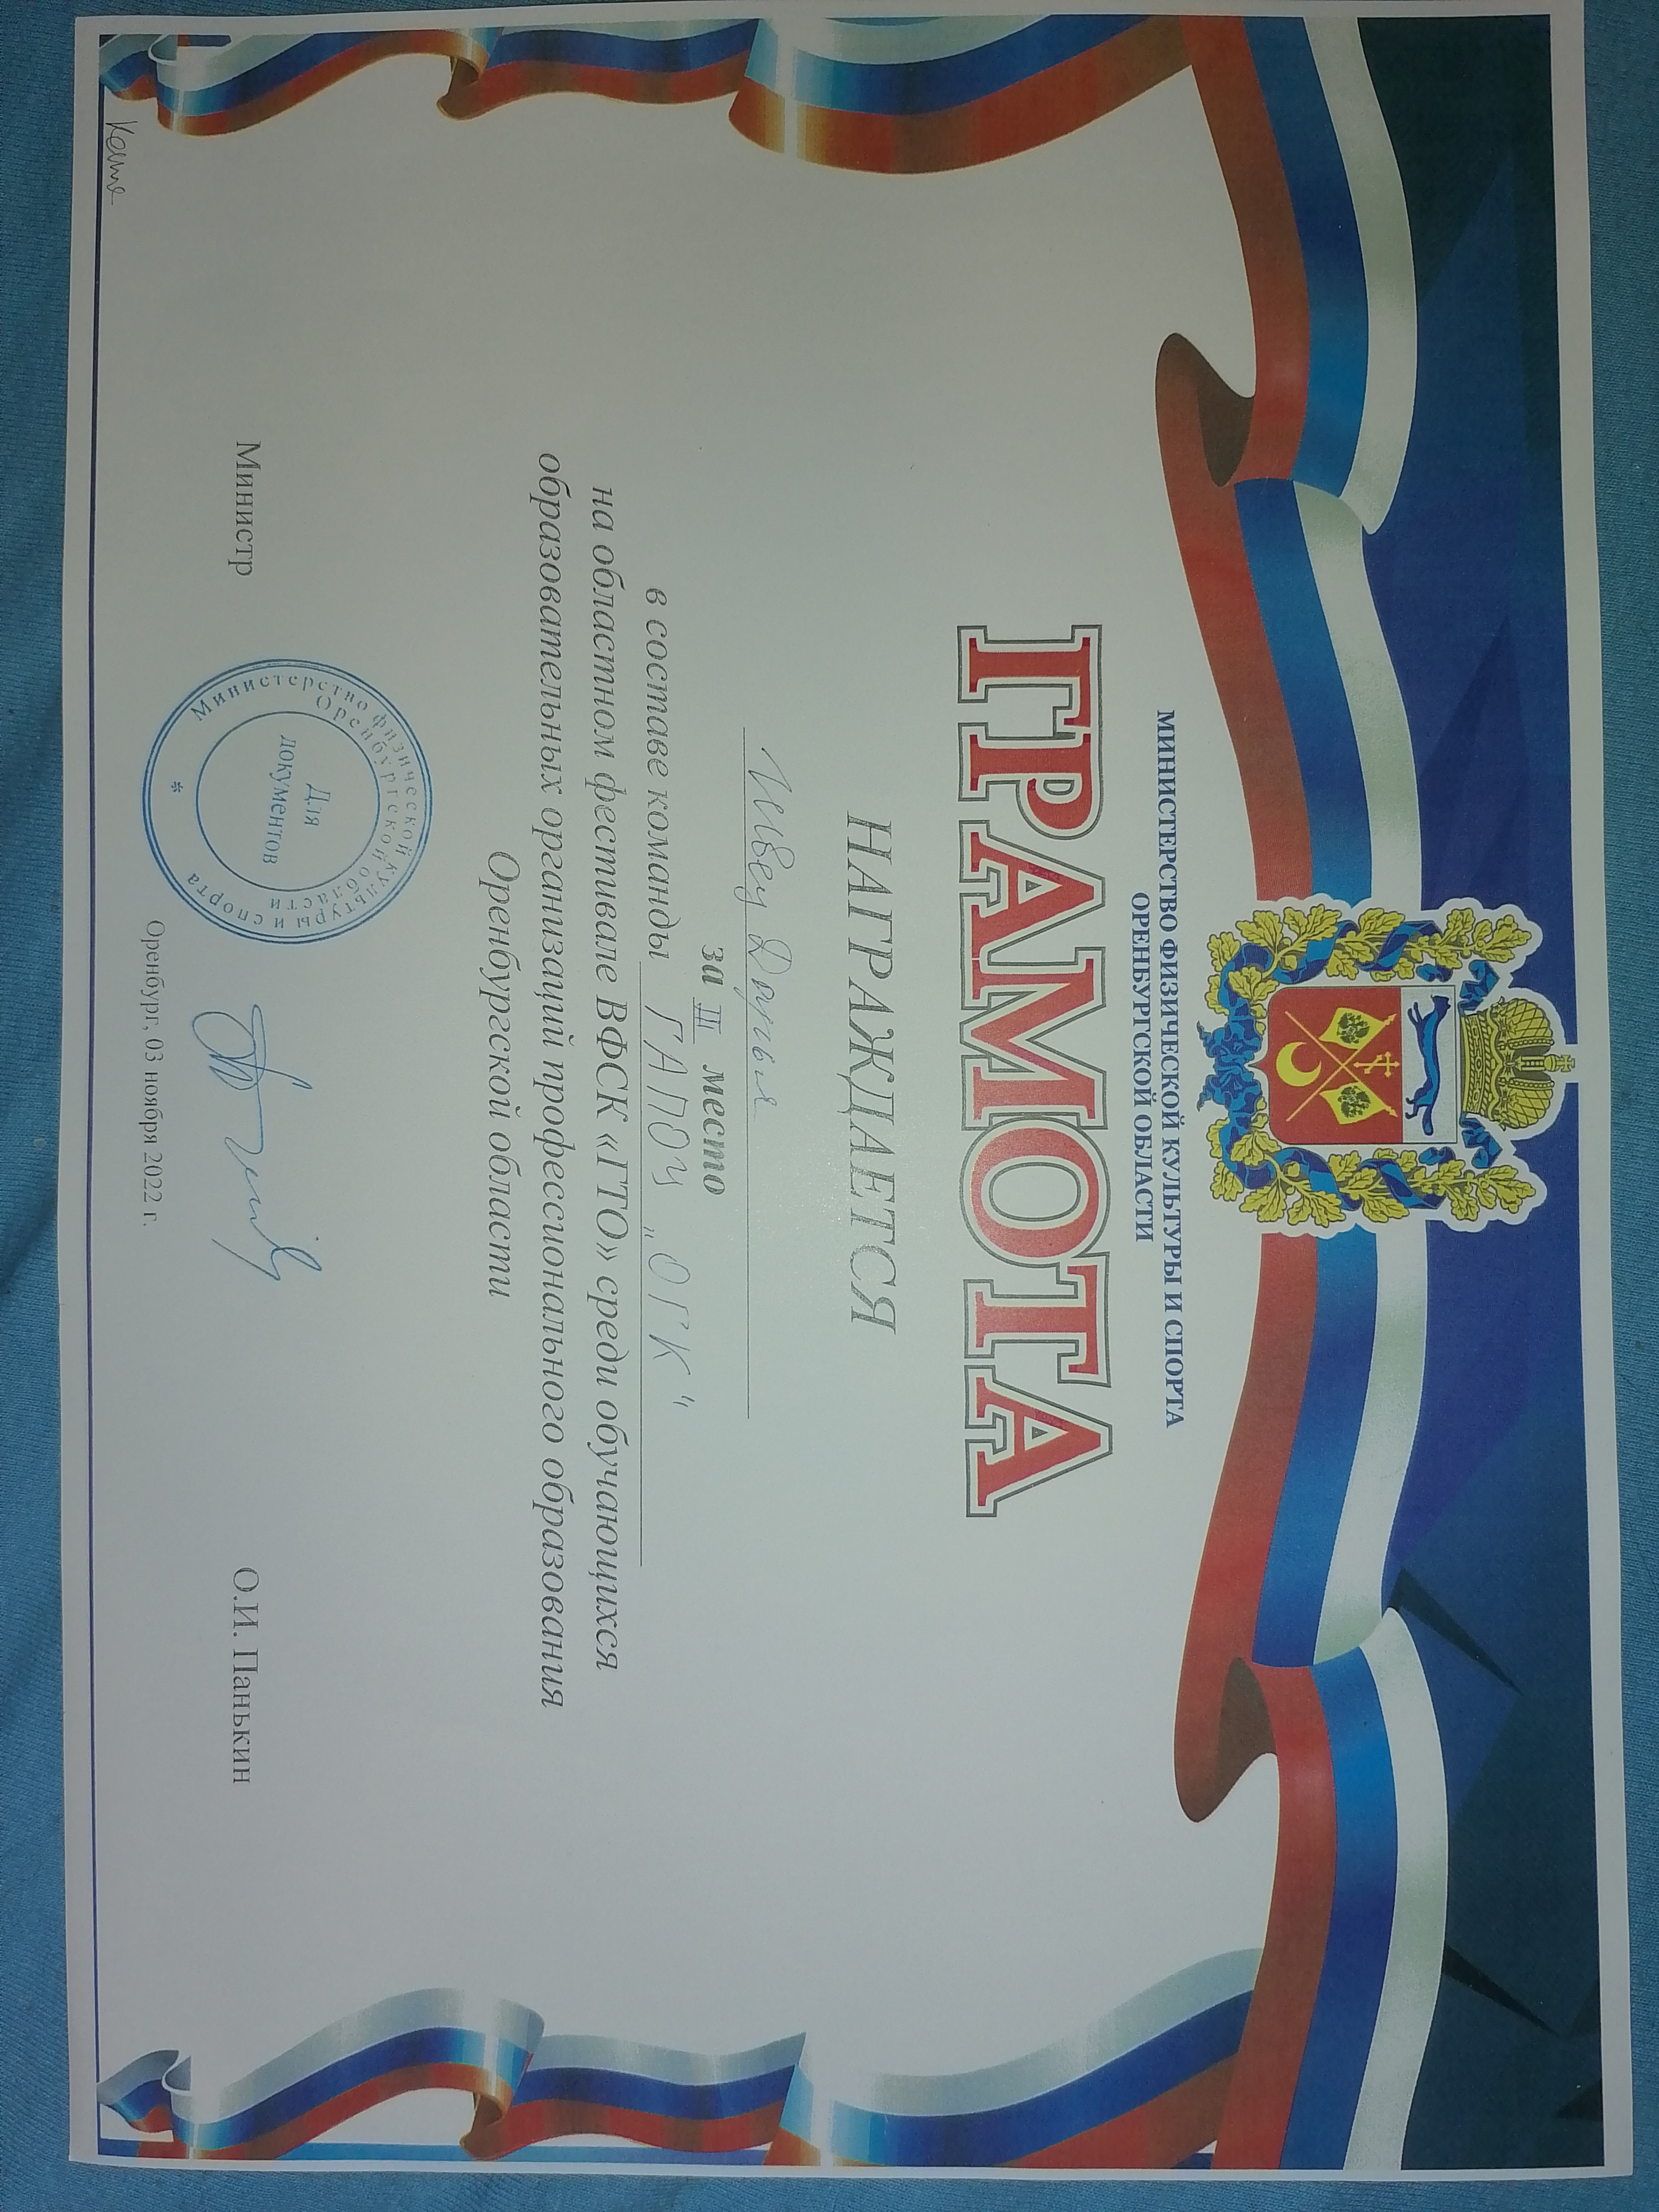 МИНИСТЕРСТВО ФИЗИЧЕСКОЙ КУЛЬТУРЫ И СПОРТА
ОРЕНБУРГСКОЙ ОБЛАСТИ
ГРАМОТА
НАГРАЖДАЕТСЯ
Швец Дарья
за III место
в составе команды ГАПОУ „ОГК"
на областном фестивале ВФСК «ГТО» среди обучающихся
образовательных организаций профессионального образования
Оренбургской области
Министр
О.И. Панькин
Министерство физической культуры и спорта
Оренбургской области
*
Для
документов
Оренбург, 03 ноября 2022 г.